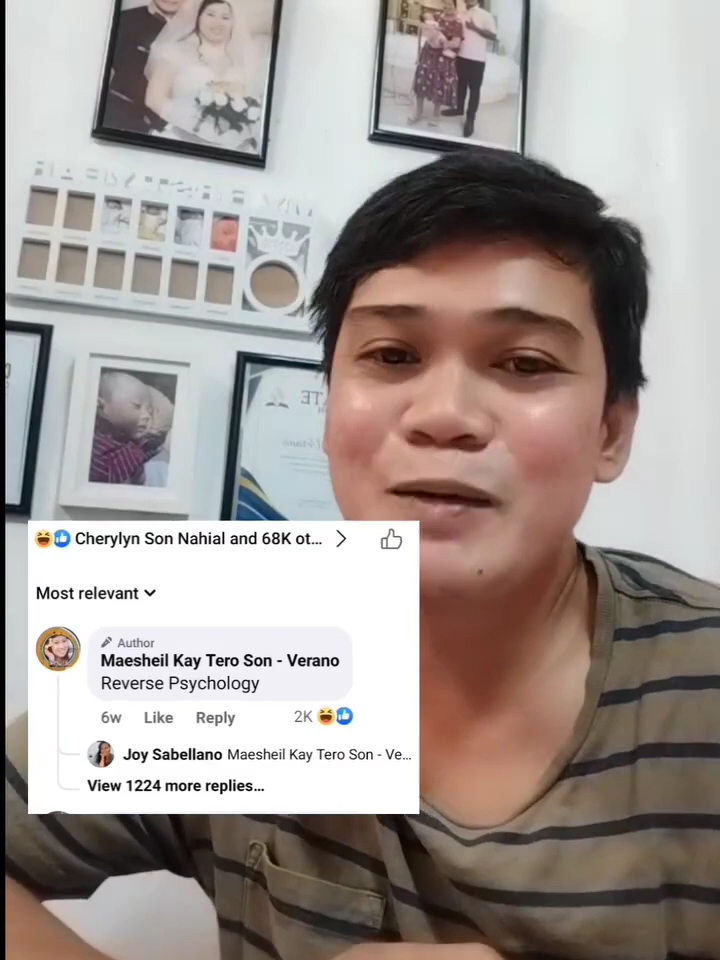 Cherylyn Son Nahial and 68K ot...
Most relevant
Author
Maesheil Kay Tero Son - Verano
Reverse Psychology
6w Like Reply 2K
Joy Sabellano Maesheil Kay Tero Son - Ve...
View 1224 more replies...